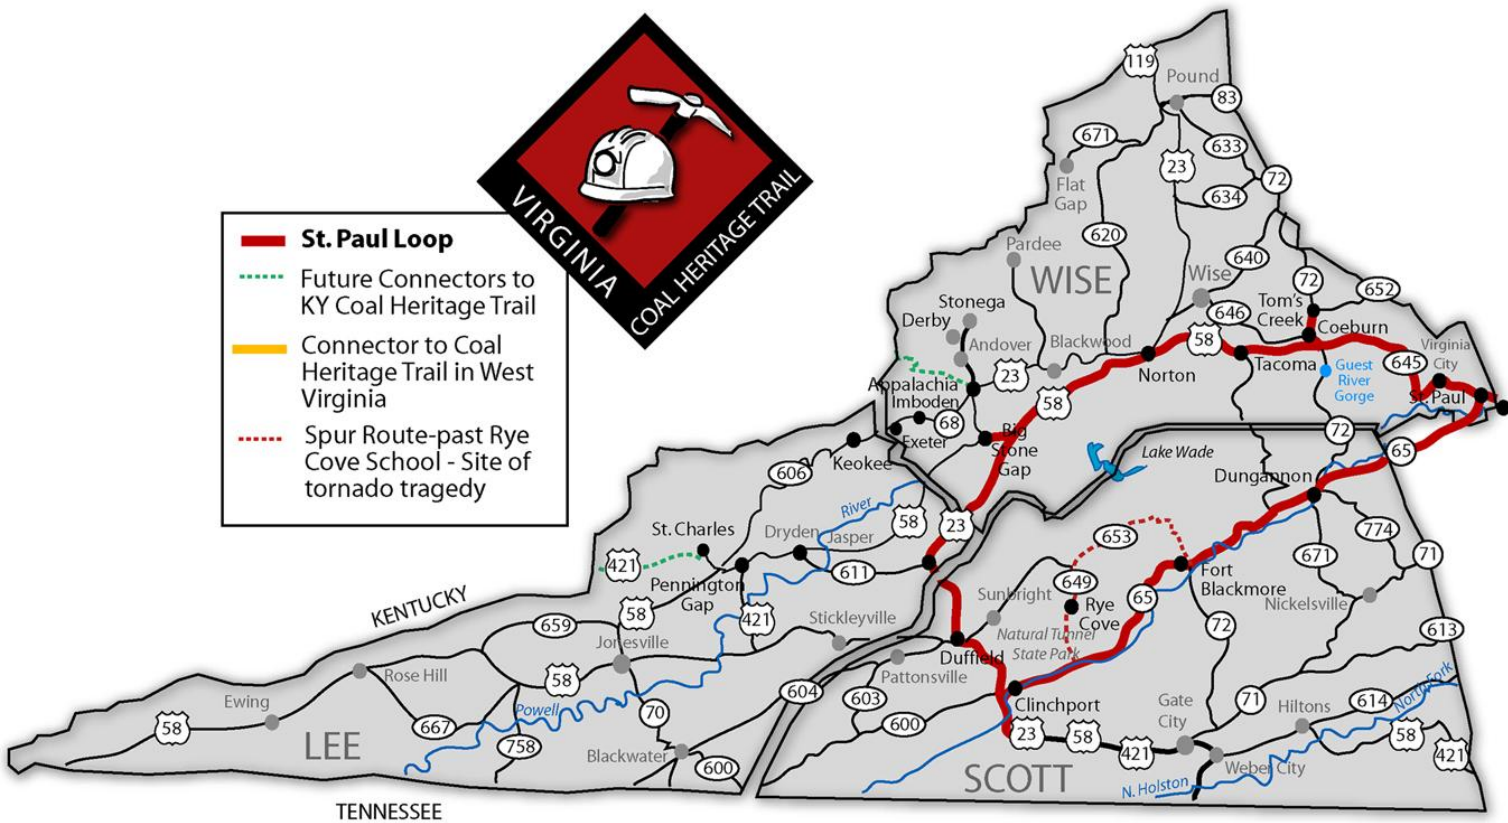 VIRGINIA
COAL HERITAGE TRAIL
St. Paul Loop
Future Connectors to
KY Coal Heritage Trail
Connector to Coal
Heritage Trail in West
Virginia
Spur Route-past Rye
Cove School - Site of
tornado tragedy
119
Pound
83
671
633
23
Flat
Gap
72
634
620
Pardee
WISE
640
Wise
72
652
Stonega
Tom's
Creek
646
Derby
Coeburn
Andover
Blackwood
58
Virginia
City
645
23
Norton
Tacoma
Guest
River
Gorge
Appalachia
Imboden
58
St. Paul
68
Exeter
Big
Stone
Gap
72
65
Keokee
Lake Wade
606
Dungannon
River
58
23
St. Charles
Dryden
Jasper
653
774
671
71
421
611
Pennington
Gap
Fort
Blackmore
649
Sunbright
65
Rye
Cove
Nickelsville
KENTUCKY
58
421
Stickleyville
659
72
613
Natural Tunnel
State Park
Jonesville
Duffield
Rose Hill
58
Pattonsville
604
603
Clinchport
71
614
North Fork
Ewing
Powell
70
Gate
City
Hiltons
58
667
600
23
58
421
58
421
LEE
758
Blackwater
600
Weber City
SCOTT
N. Holston
TENNESSEE